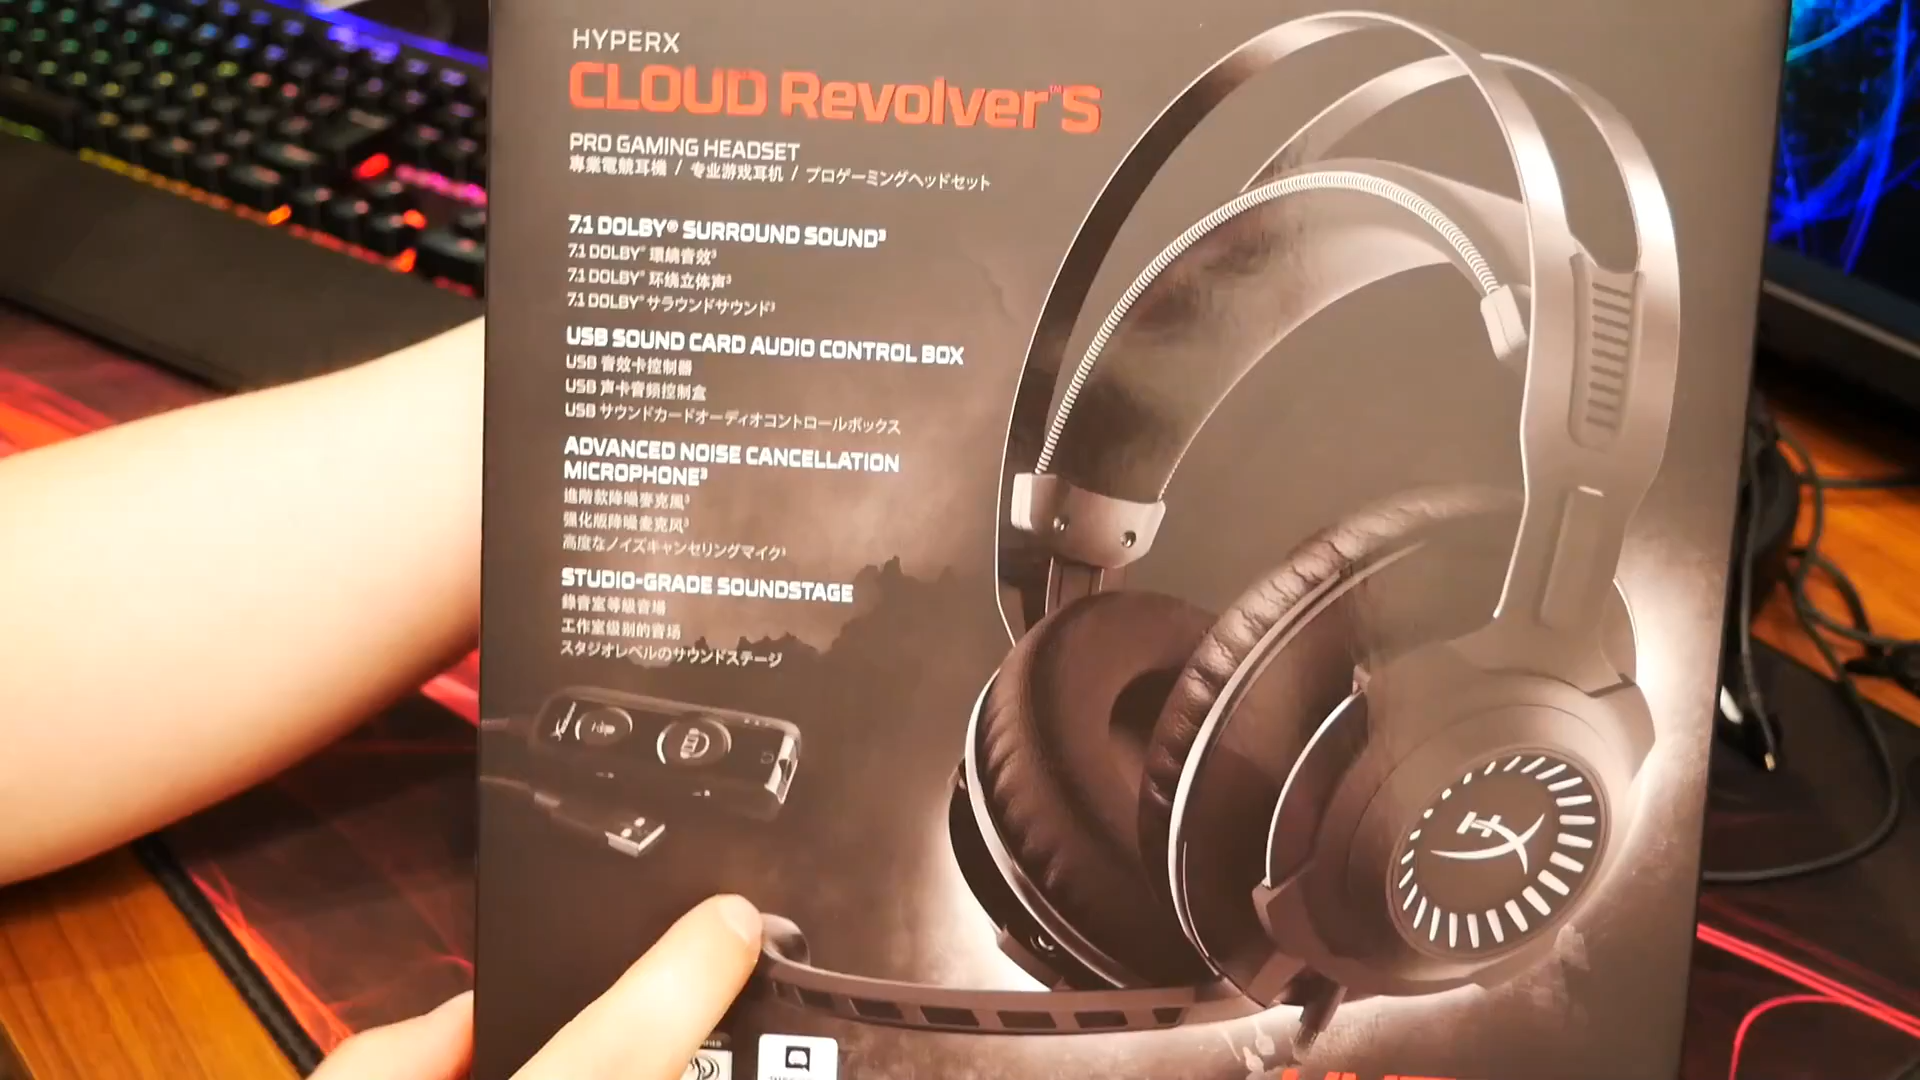 HYPERX
CLOUD Revolver™S
PRO GAMING HEADSET
專業電競耳機 / 专业游戏耳机 / プロゲーミングヘッドセット
7.1 DOLBY® SURROUND SOUND³
7.1 DOLBY® 環繞音效³
7.1 DOLBY® 环绕立体声³
7.1 DOLBY® サラウンドサウンド³
USB SOUND CARD AUDIO CONTROL BOX
USB 音效卡控制器
USB 声卡音频控制盒
USB サウンドカードオーディオコントロールボックス
ADVANCED NOISE CANCELLATION
MICROPHONE³
進階款降噪麥克風³
强化版降噪麦克风³
高度なノイズキャンセリングマイク³
STUDIO-GRADE SOUNDSTAGE
錄音室等級音場
工作室级别的音场
スタジオレベルのサウンドステージ